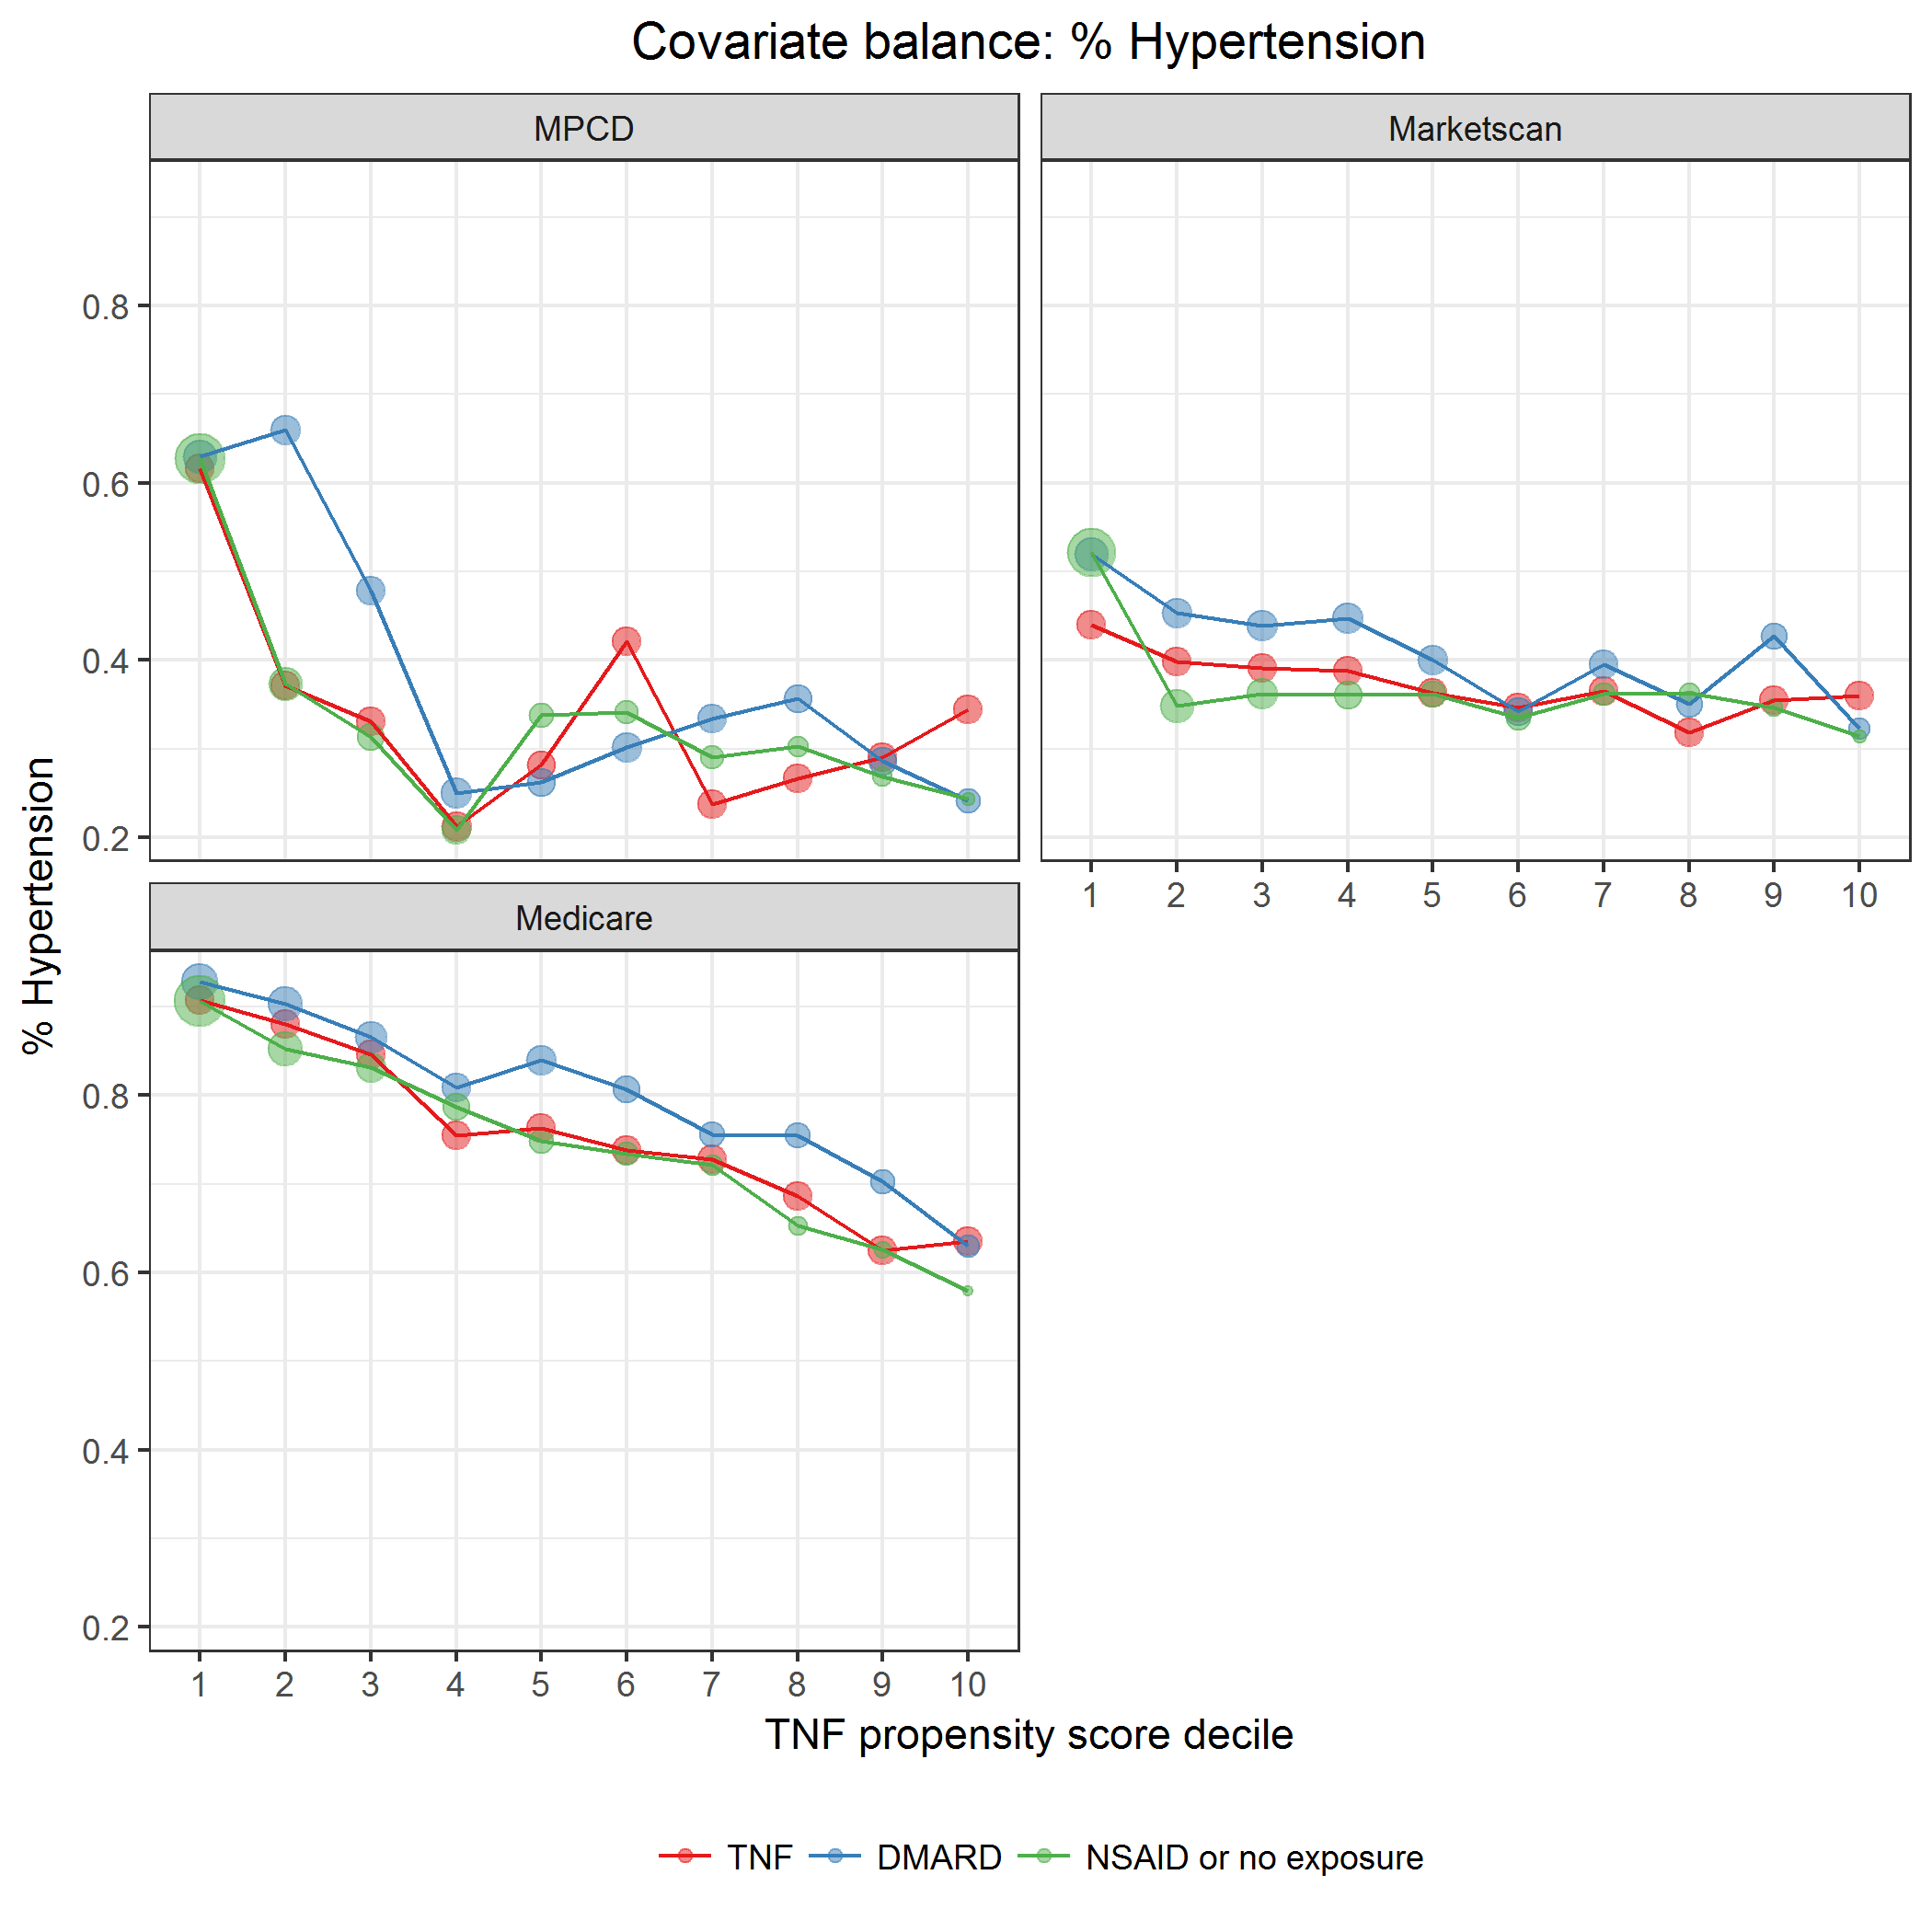 Covariate balance: % Hypertension
MPCD
Marketscan
0.8
0.6
0.4
0.2
1 2 3 4 5 6 7 8 9 10
Medicare
% Hypertension
0.8
0.6
0.4
0.2
1 2 3 4 5 6 7 8 9 10
TNF propensity score decile
TNF DMARD NSAID or no exposure